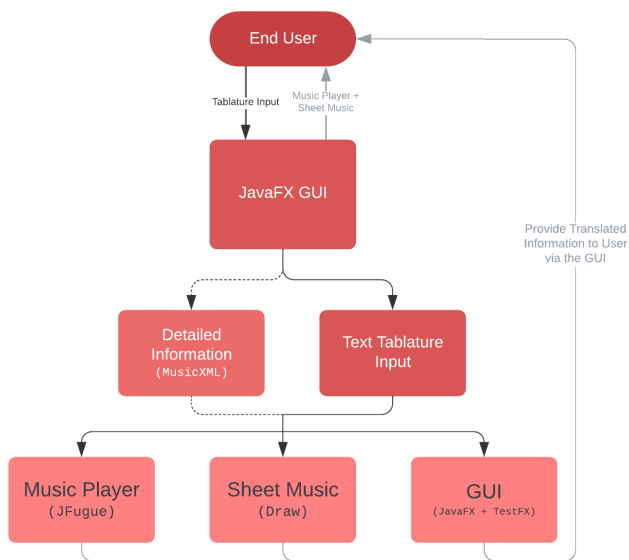 End User
Tablature Input
Music Player +
Sheet Music
JavaFX GUI
Provide Translated
Information to User
via the GUI
Detailed
Information
(MusicXML)
Text Tablature
Input
Music Player
(JFugue)
Sheet Music
(Draw)
GUI
(JavaFX + TestFX)